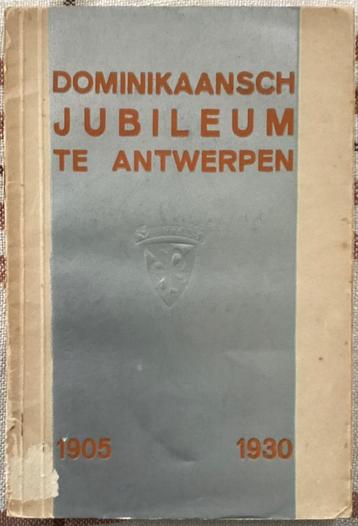 DOMINIKAANSCH
JUBILEUM
TE ANTWERPEN
1905 1930